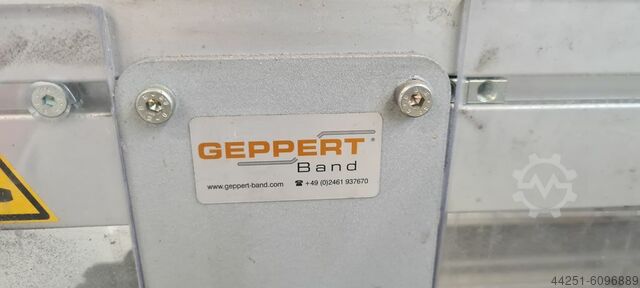 GEPPERT®
Band
www.geppert-band.com ☎ +49 (0)2461 937670
44251-6096889